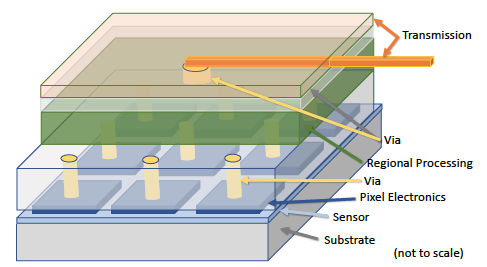 Transmission
Via
Regional Processing
Via
Pixel Electronics
Sensor
Substrate
(not to scale)